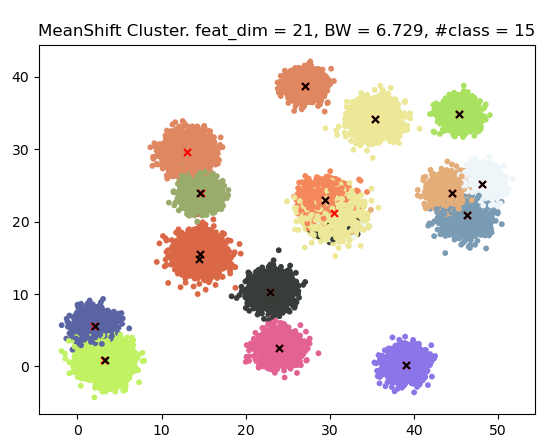 MeanShift Cluster. feat_dim = 21, BW = 6.729, #class = 15
40
30
20
10
0
0 10 20 30 40 50